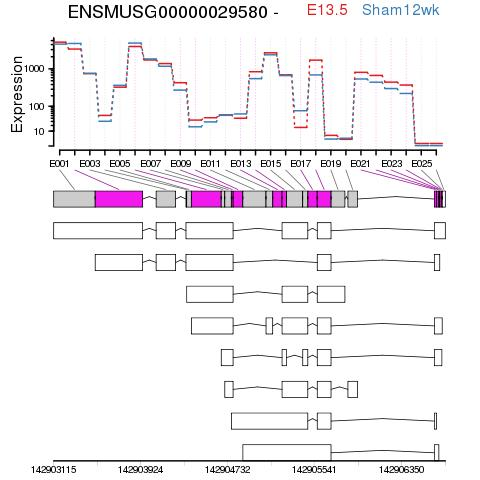 ENSMUSG00000029580 - E13.5 Sham12wk
Expression
1000
100
10
E001 E003 E005 E007 E009 E011 E013 E015 E017 E019 E021 E023 E025
142903115 142903924 142904732 142905541 142906350